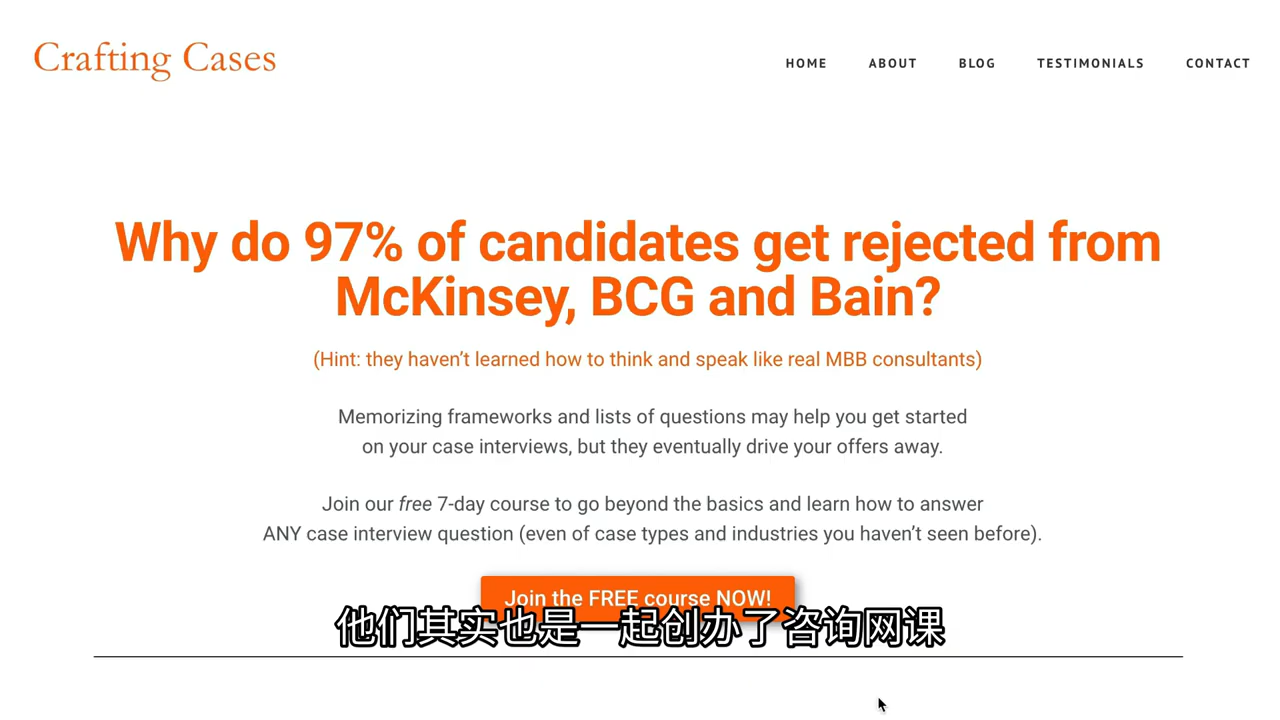 Crafting Cases
HOME ABOUT BLOG TESTIMONIALS CONTACT
Why do 97% of candidates get rejected from
McKinsey, BCG and Bain?
(Hint: they haven’t learned how to think and speak like real MBB consultants)
Memorizing frameworks and lists of questions may help you get started
on your case interviews, but they eventually drive your offers away.
Join our free 7-day course to go beyond the basics and learn how to answer
ANY case interview question (even of case types and industries you haven’t seen before).
Join the FREE course NOW!
他们其实也是一起创办了咨询网课